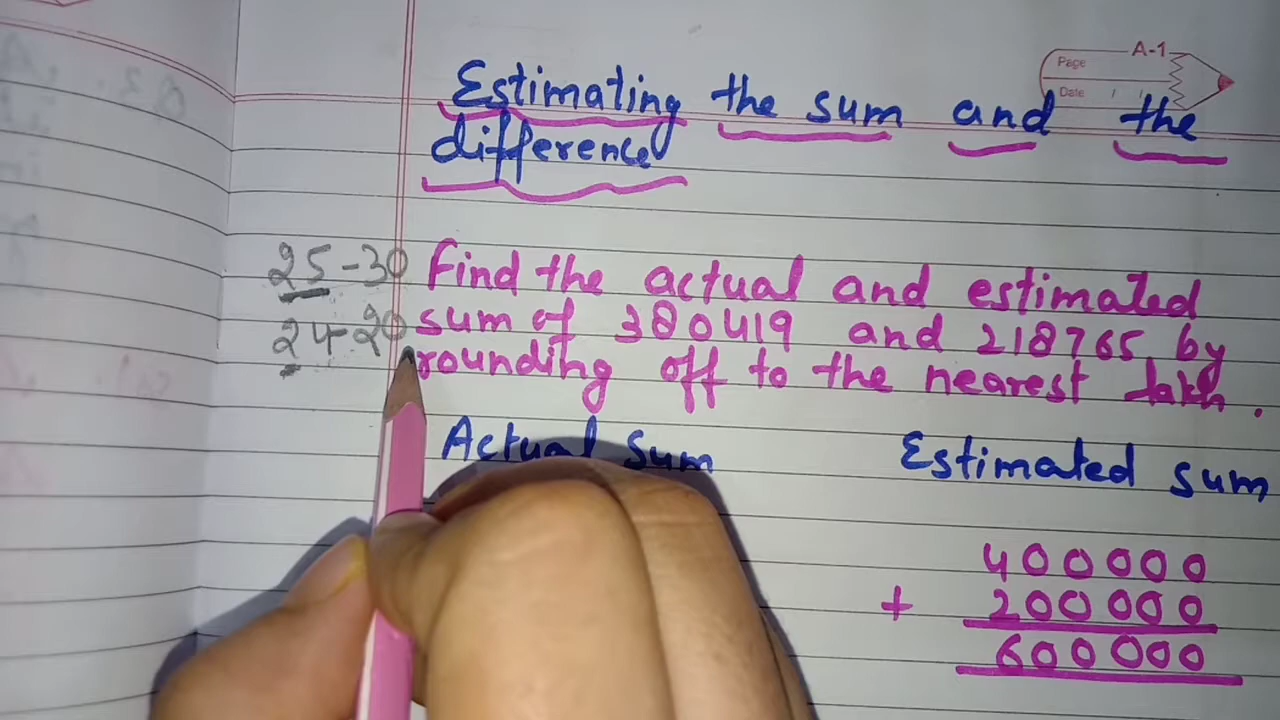 A-1
Page
Date / /
Estimating the sum and the
difference
25-30 Find the actual and estimated
24-20 sum of 380419 and 218765 by
rounding off to the nearest lakh.
Actual sum
Estimated sum
400000
+ 200000
600000